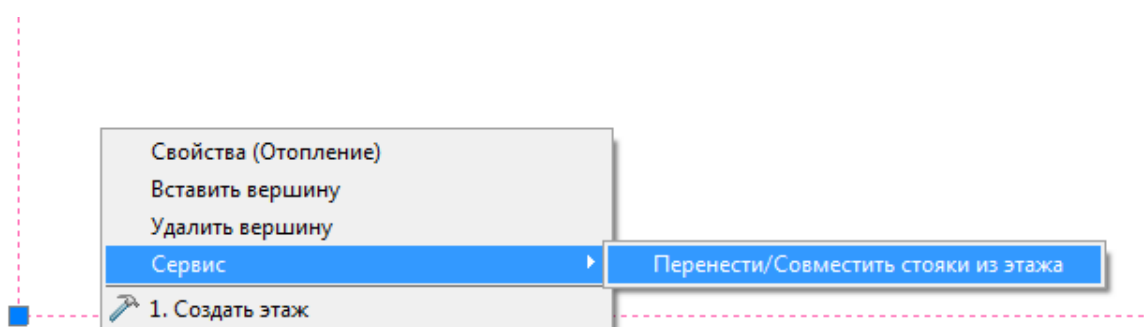 Свойства (Отопление)
Вставить вершину
Удалить вершину
Сервис
Перенести/Совместить стояки из этажа
1. Создать этаж